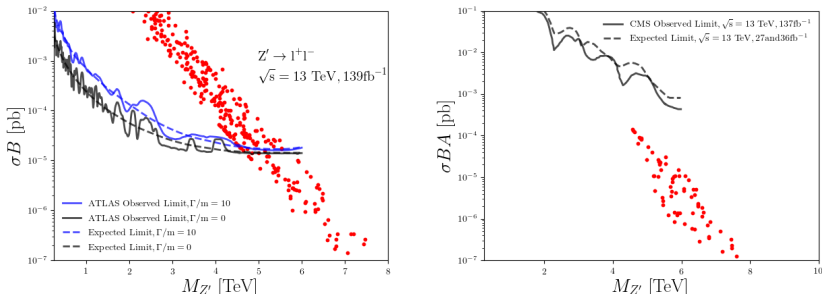 10⁻²
10⁻³
10⁻⁴
10⁻⁵
10⁻⁶
10⁻⁷
σB [pb]
Z′ → l⁺l⁻
√s = 13 TeV, 139fb⁻¹
ATLAS Observed Limit,Γ/m = 10
ATLAS Observed Limit,Γ/m = 0
Expected Limit,Γ/m = 10
Expected Limit,Γ/m = 0
1 2 3 4 5 6 7 8
M_Z′ [TeV]
10⁻¹
10⁻²
10⁻³
10⁻⁴
10⁻⁵
10⁻⁶
10⁻⁷
σBA [pb]
CMS Observed Limit, √s = 13 TeV, 137fb⁻¹
Expected Limit, √s = 13 TeV, 27and36fb⁻¹
2 4 6 8 10
M_Z′ [TeV]